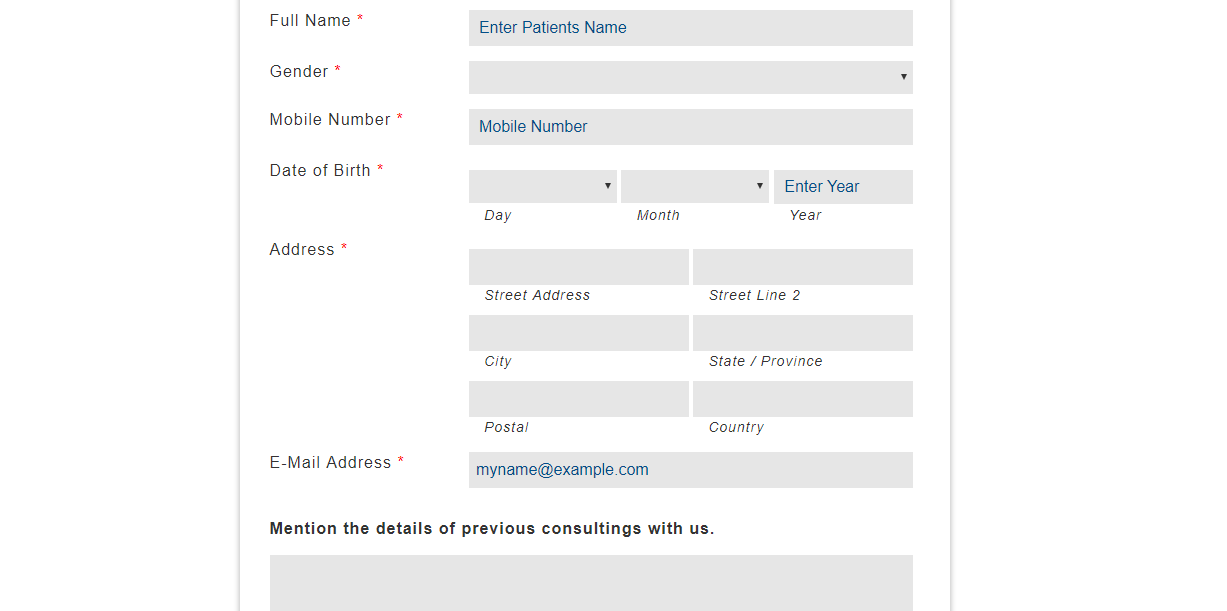 Full Name * Enter Patients Name
Gender *
Mobile Number * Mobile Number
Date of Birth * Enter Year
Day Month Year
Address *
Street Address Street Line 2
City State / Province
Postal Country
E-Mail Address * myname@example.com
Mention the details of previous consultings with us.